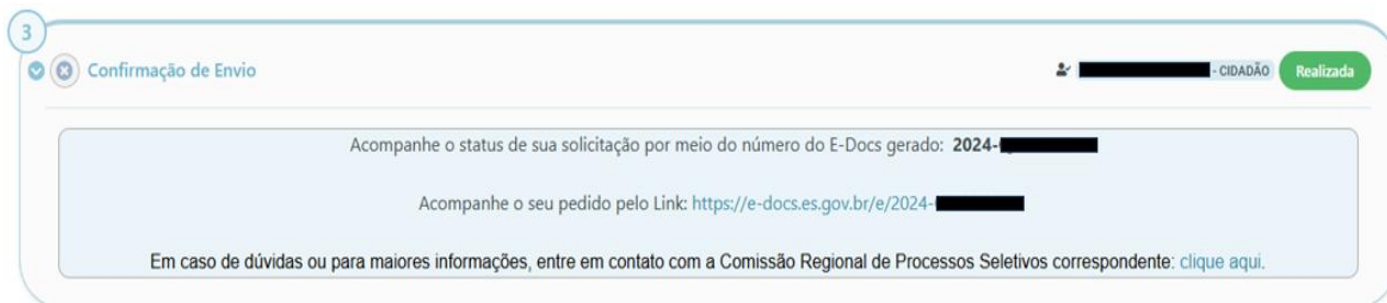 3
Confirmação de Envio - CIDADÃO Realizada
Acompanhe o status de sua solicitação por meio do número do E-Docs gerado: 2024-
Acompanhe o seu pedido pelo Link: https://e-docs.es.gov.br/e/2024-
Em caso de dúvidas ou para maiores informações, entre em contato com a Comissão Regional de Processos Seletivos correspondente: clique aqui.